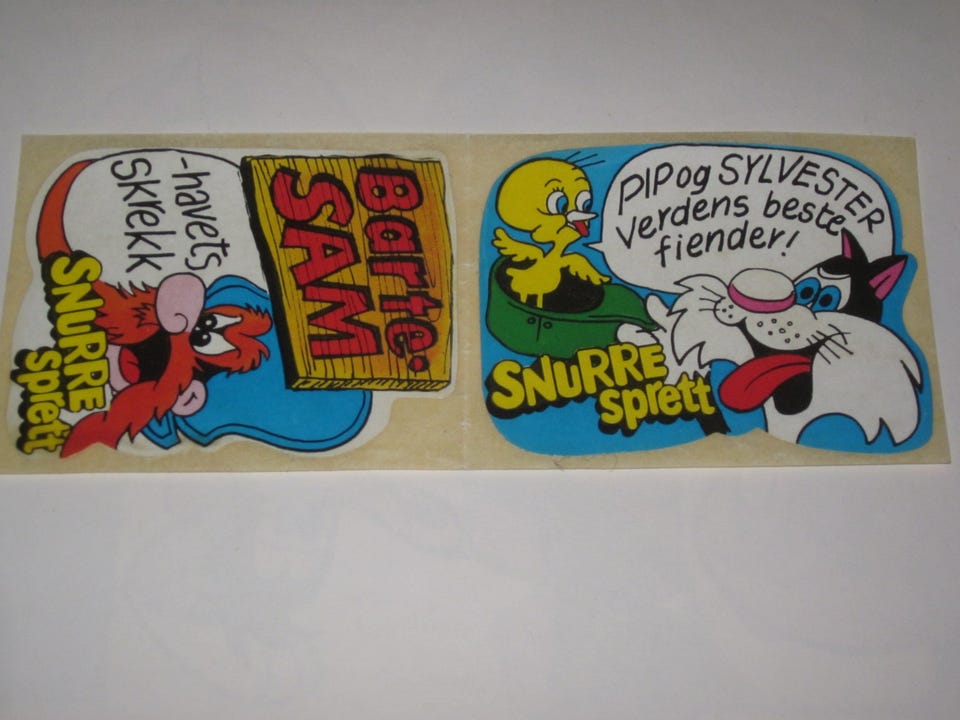 Barte-
SAM
-havets
skrekk
SNURRE
sprett
PIP og SYLVESTER
verdens beste
fiender!
SNURRE
sprett